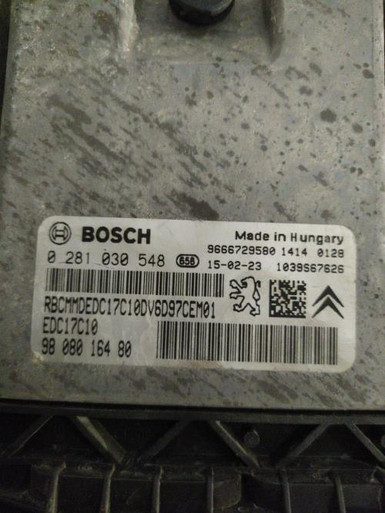 BOSCH
Made in Hungary
9666729580 1414 0128
0 281 030 548 658 15-02-23 1039S67626
RBCMMDEDC17C10DV6D97CEM01
EDC17C10
98 080 164 80